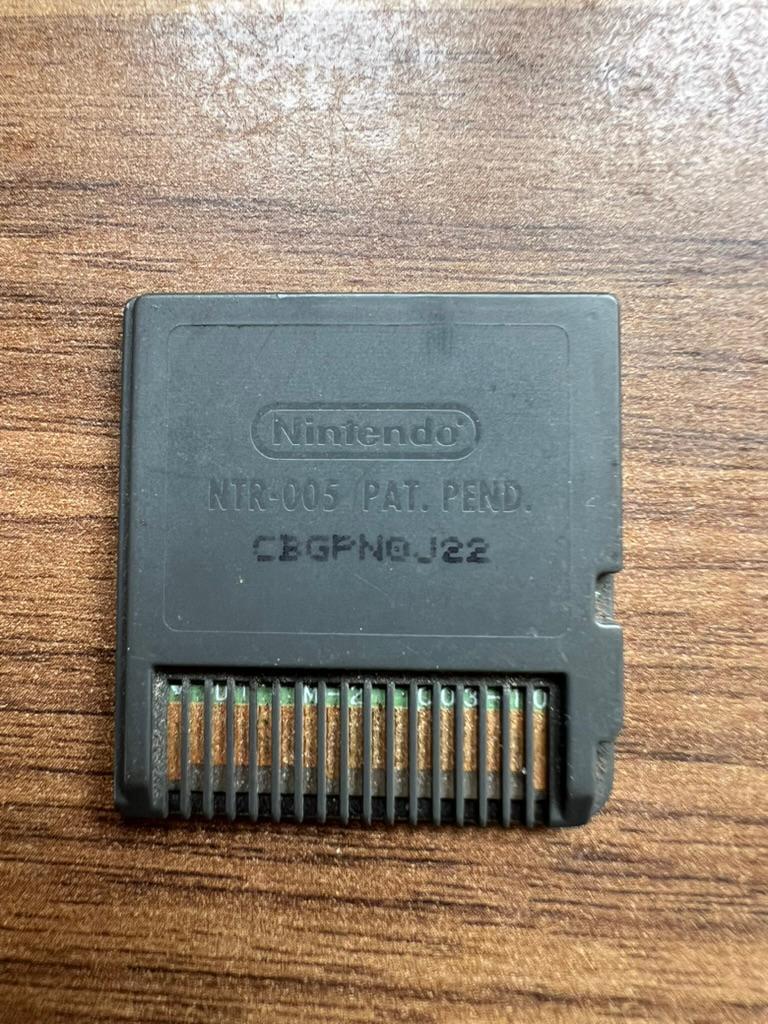 Nintendo
NTR-005 PAT. PEND.
CBGPN0J22